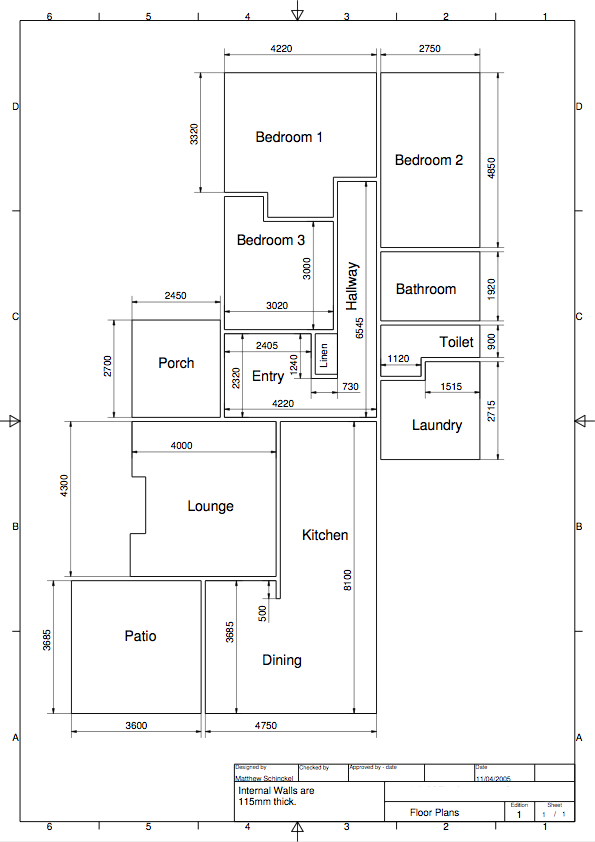 6 5 4 3 2 1
4220 2750
D D
3320
Bedroom 1
Bedroom 2
4850
Bedroom 3
3000
Hallway
Bathroom
1920
2450
3020
C C
6545
Toilet
900
2405
Linen
1240
1120
Porch
2700
2320
Entry
730
1515
4220
Laundry
2715
4000
4300
Lounge
B B
Kitchen
8100
500
3685
Patio
3685
Dining
3600 4750
A A
Designed by Checked by Approved by - date Date
Matthew Schinckel 11/04/2005
Internal Walls are
115mm thick.
Floor Plans
Edition Sheet
1 1 / 1
6 5 4 3 2 1